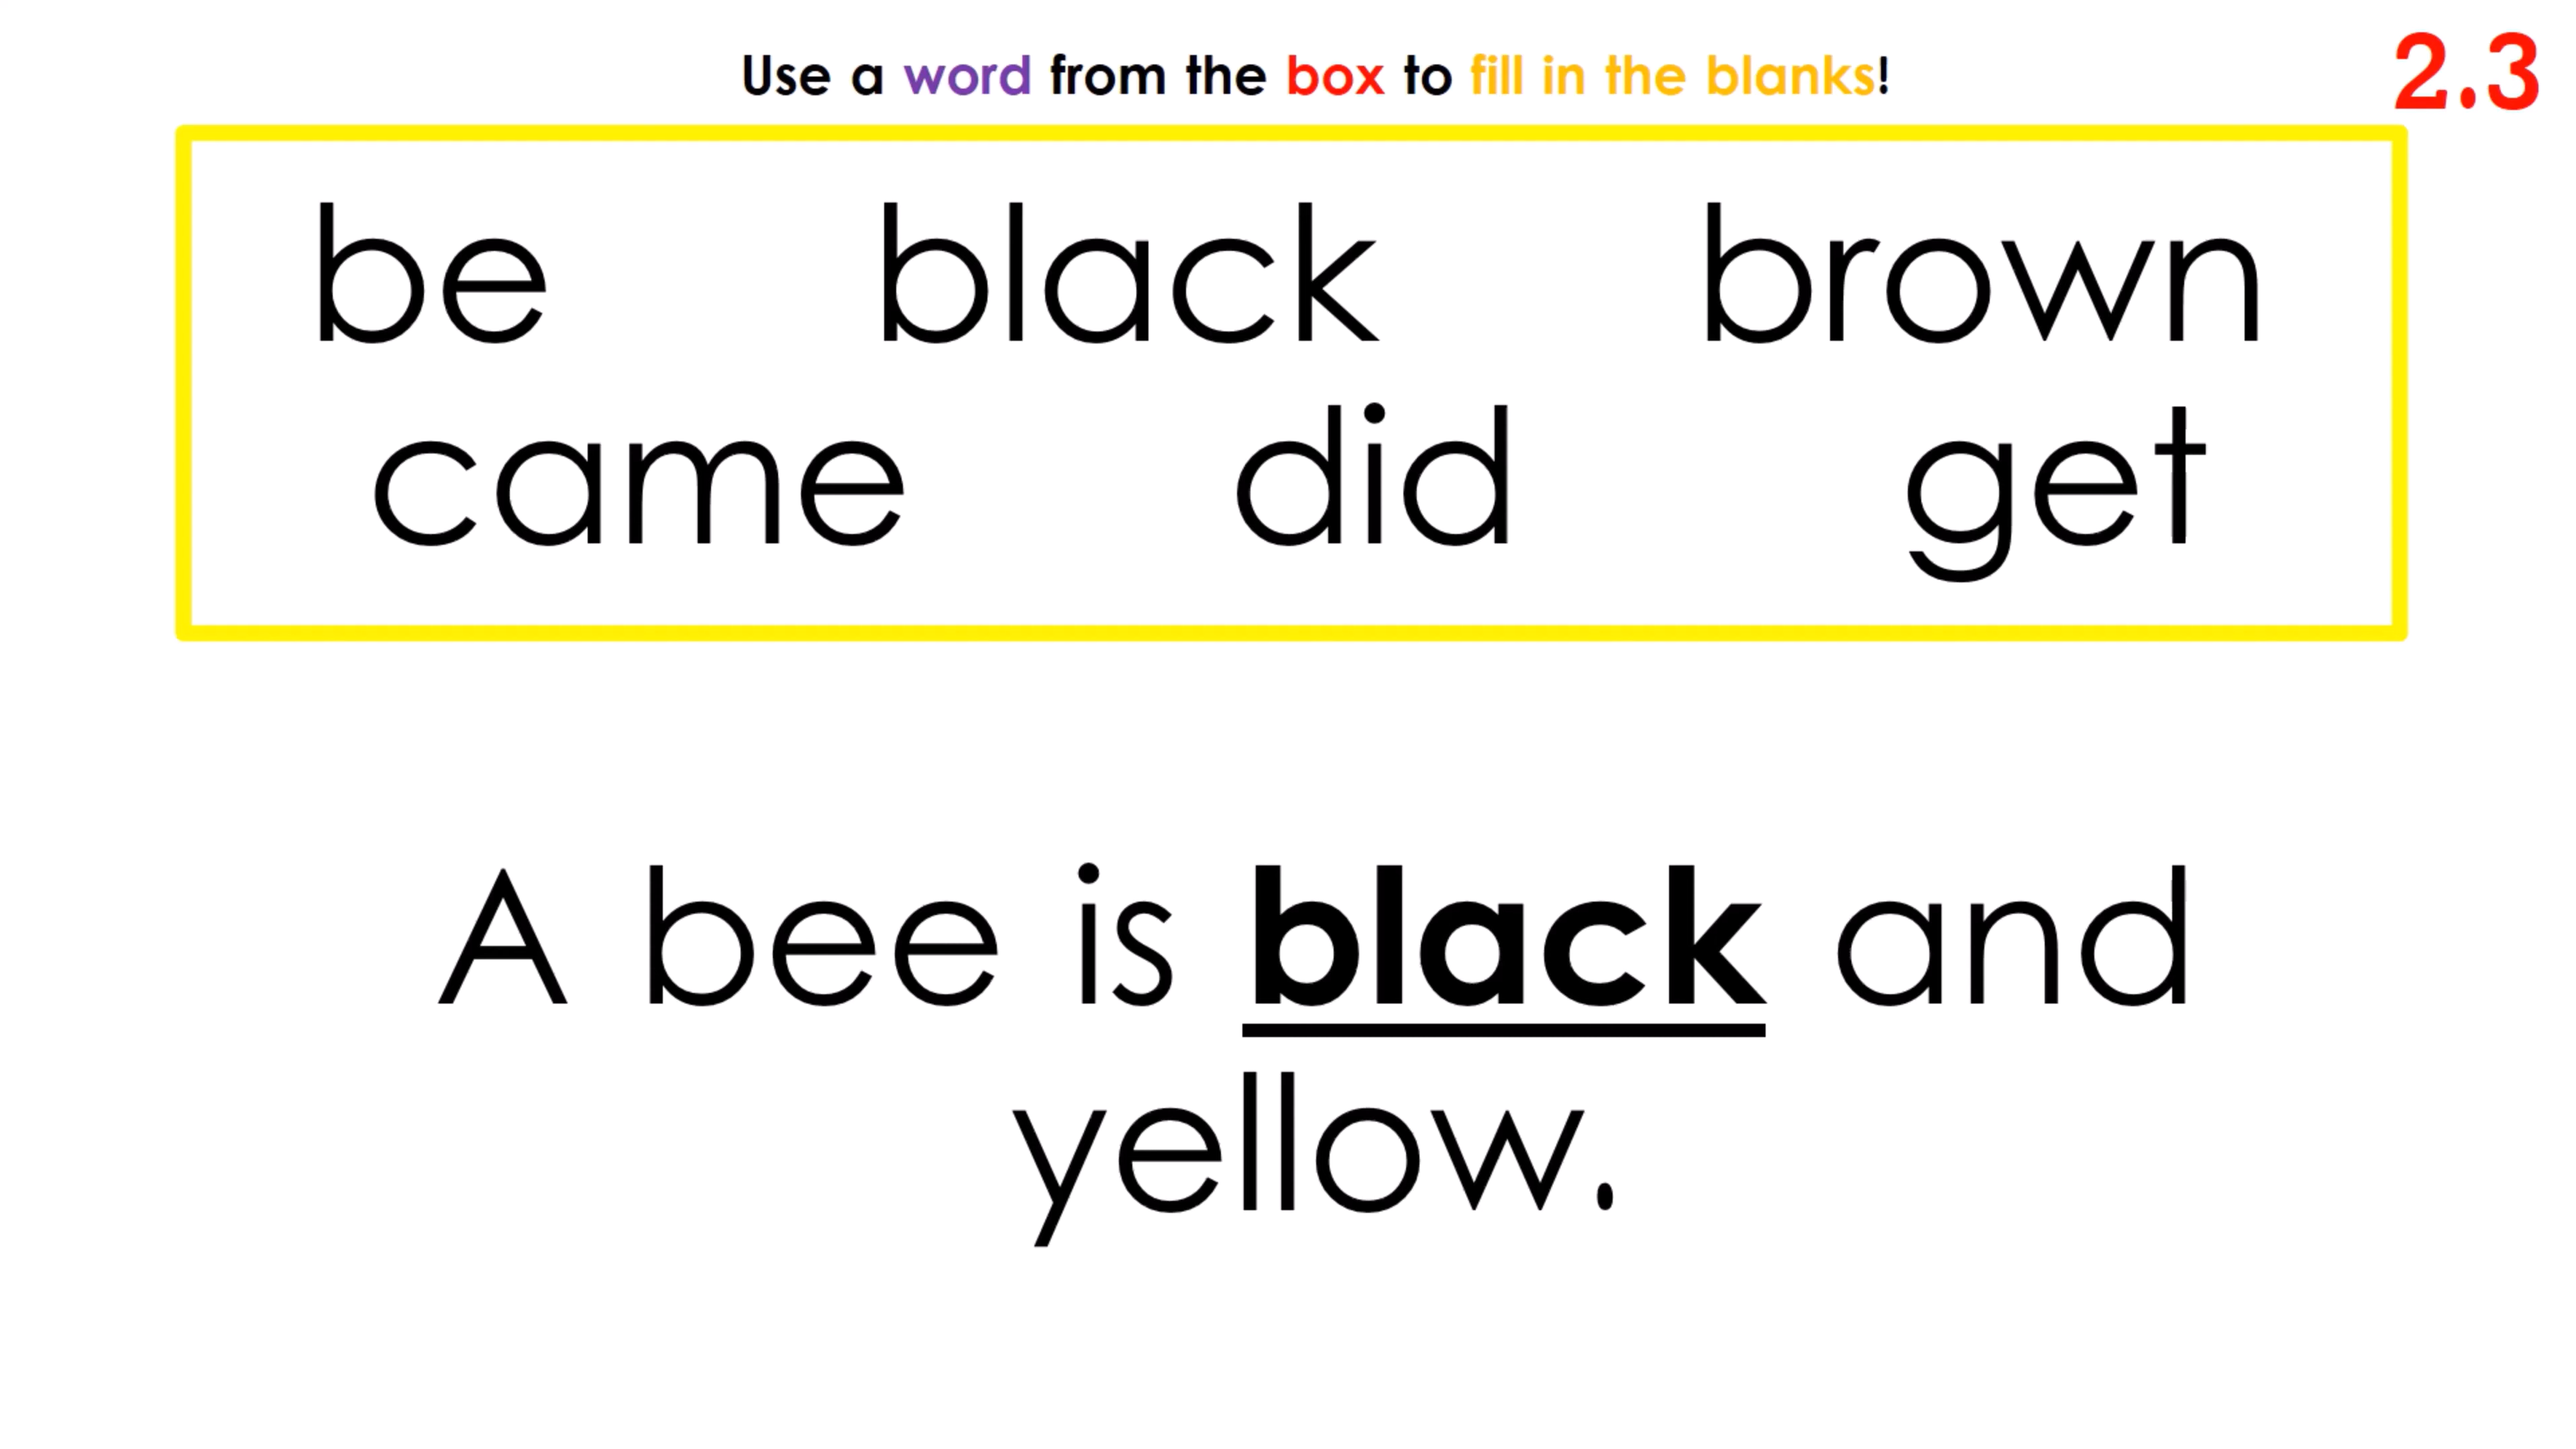 Use a word from the box to fill in the blanks!
2.3
be black brown
came did get
A bee is black and
yellow.